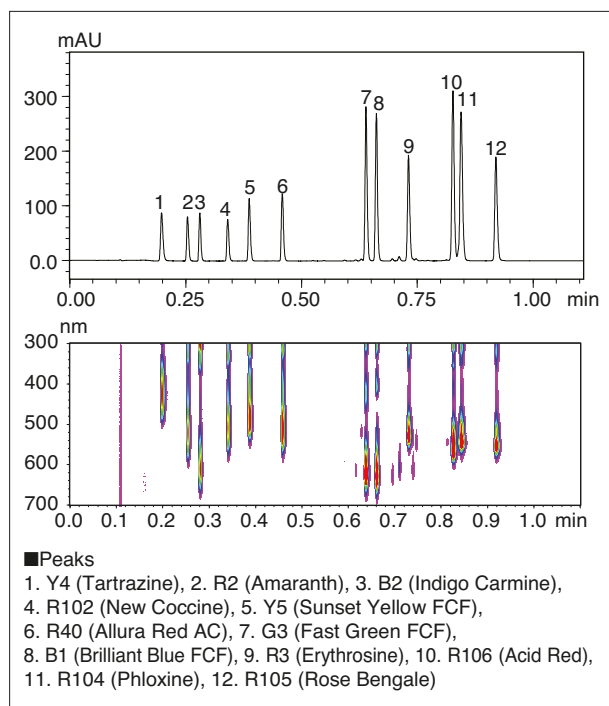 mAU
300
200
100
0.0
1 2 3 4 5 6 7 8 9 10 11 12
0.00 0.25 0.50 0.75 1.00 min
nm
300
400
500
600
700
0.0 0.1 0.2 0.3 0.4 0.5 0.6 0.7 0.8 0.9 1.0 min
■Peaks
1. Y4 (Tartrazine), 2. R2 (Amaranth), 3. B2 (Indigo Carmine),
4. R102 (New Coccine), 5. Y5 (Sunset Yellow FCF),
6. R40 (Allura Red AC), 7. G3 (Fast Green FCF),
8. B1 (Brilliant Blue FCF), 9. R3 (Erythrosine), 10. R106 (Acid Red),
11. R104 (Phloxine), 12. R105 (Rose Bengale)